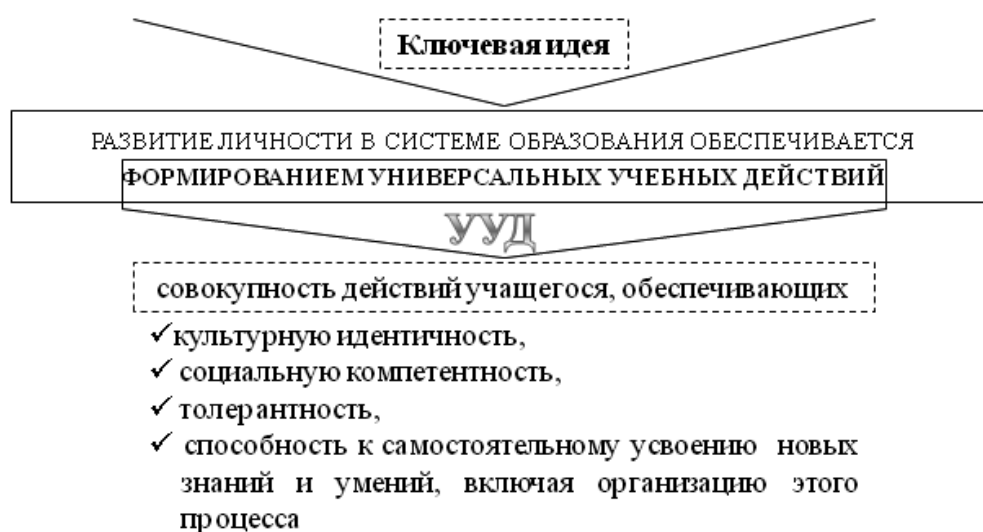 Ключевая идея
РАЗВИТИЕ ЛИЧНОСТИ В СИСТЕМЕ ОБРАЗОВАНИЯ ОБЕСПЕЧИВАЕТСЯ
ФОРМИРОВАНИЕМ УНИВЕРСАЛЬНЫХ УЧЕБНЫХ ДЕЙСТВИЙ
УУД
совокупность действий учащегося, обеспечивающих
✓ культурную идентичность,
✓ социальную компетентность,
✓ толерантность,
✓ способность к самостоятельному усвоению новых
знаний и умений, включая организацию этого
процесса